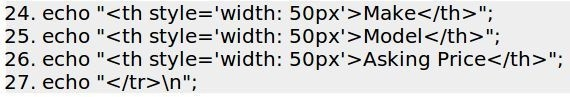 24. echo "<th style='width: 50px'>Make</th>";
25. echo "<th style='width: 50px'>Model</th>";
26. echo "<th style='width: 50px'>Asking Price</th>";
27. echo "</tr>\n";